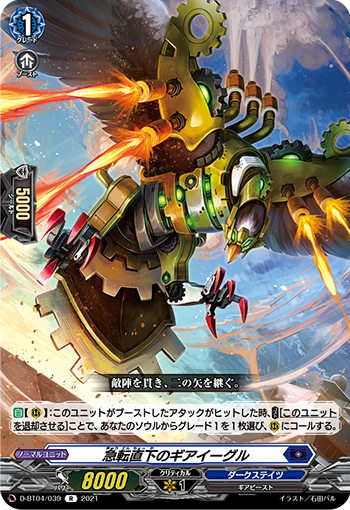 1
グレード
ブースト
5000
シールド
敵陣を貫き、二の矢を継ぐ。
【】:このユニットがブーストしたアタックがヒットした時、【このユニット
を退却させる】ことで、あなたのソウルからグレード1を1枚選び、にコールする。
ノーマルユニット
急転直下のギアイーグル
パワー
8000
クリティカル
1
ダークステイツ
ギアビースト
D-BT04/039 R 2021
イラスト/石田バル